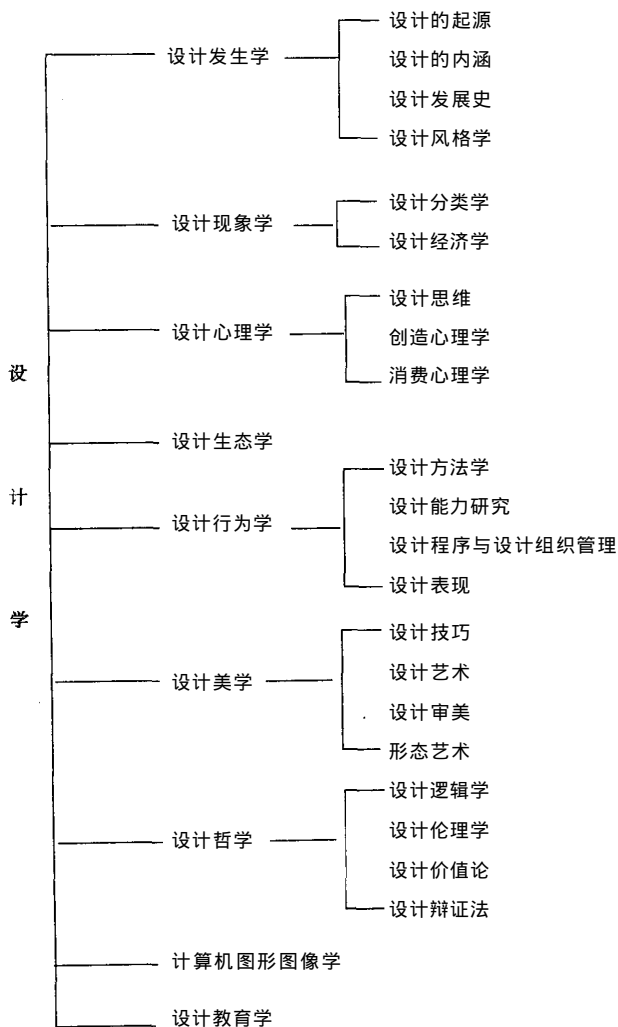 设计学
设计发生学
设计的起源
设计的内涵
设计发展史
设计风格学
设计现象学
设计分类学
设计经济学
设计心理学
设计思维
创造心理学
消费心理学
设计生态学
设计行为学
设计方法学
设计能力研究
设计程序与设计组织管理
设计表现
设计美学
设计技巧
设计艺术
设计审美
形态艺术
设计哲学
设计逻辑学
设计伦理学
设计价值论
设计辩证法
计算机图形图像学
设计教育学